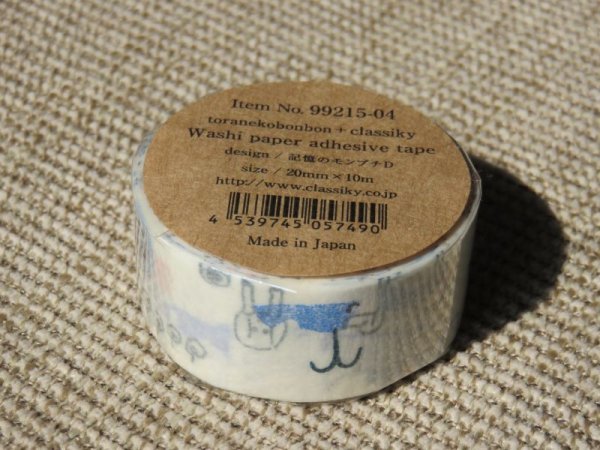 Item No. 99215-04
toranekobonbon + classiky
Washi paper adhesive tape
design / 記憶のモンプチD
size / 20mm×10m
http://www.classiky.co.jp
4 539745 057490
Made in Japan